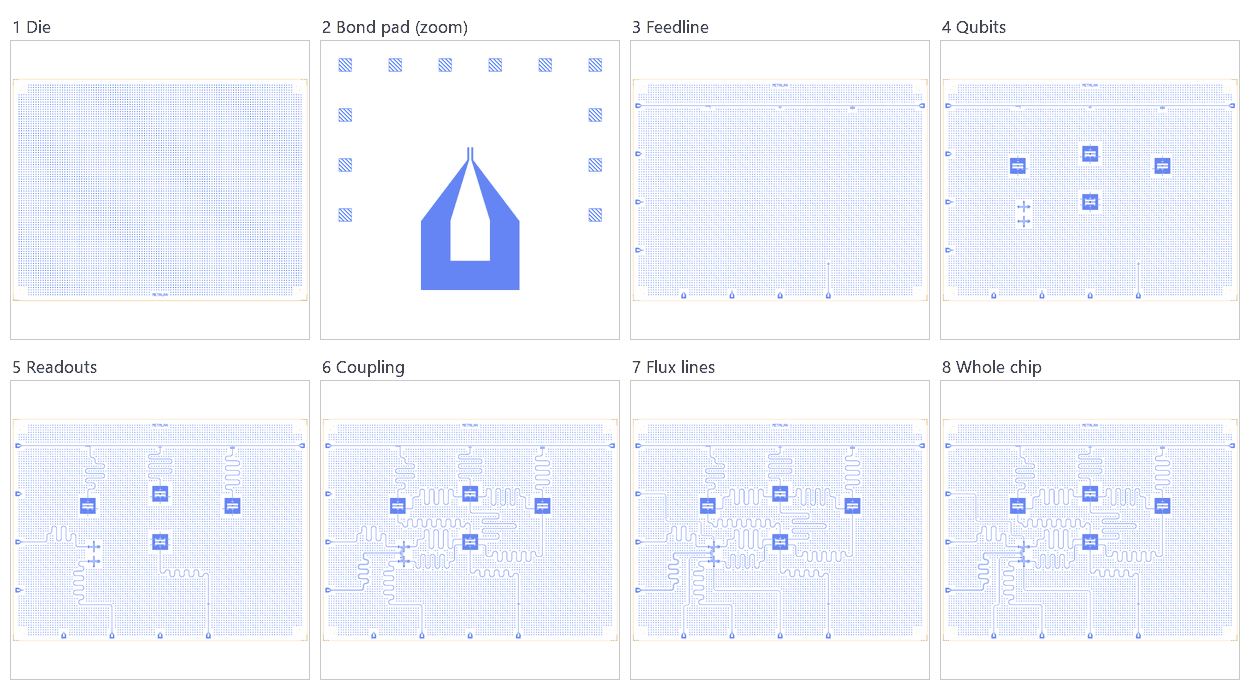 1 Die
2 Bond pad (zoom)
3 Feedline
4 Qubits
5 Readouts
6 Coupling
7 Flux lines
8 Whole chip